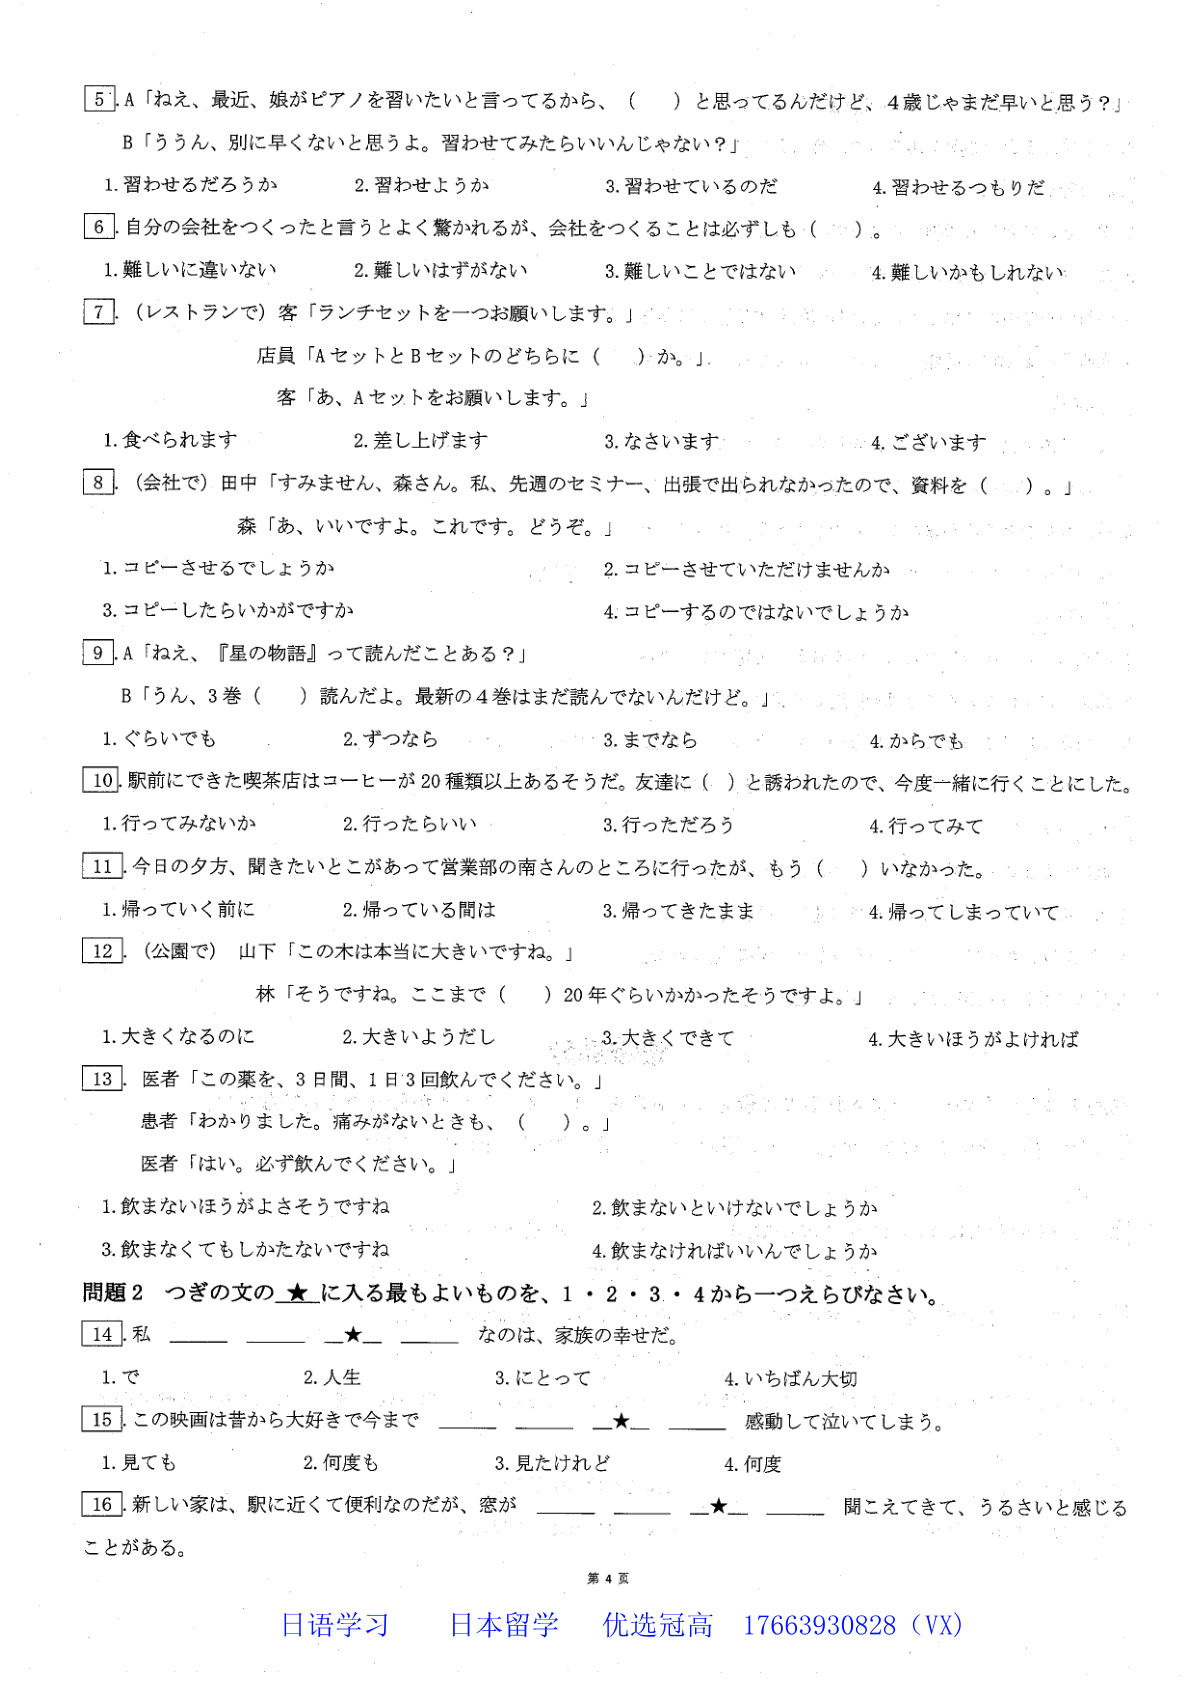 5.A「ねえ、最近、娘がピアノを習いたいと言ってるから、（　　）と思ってるんだけど、４歳じゃまだ早いと思う？」
B「ううん、別に早くないと思うよ。習わせてみたらいいんじゃない？」
1.習わせるだろうか　2.習わせようか　3.習わせているのだ　4.習わせるつもりだ
6.自分の会社をつくったと言うとよく驚かれるが、会社をつくることは必ずしも（　　）。
1.難しいに違いない　2.難しいはずがない　3.難しいことではない　4.難しいかもしれない
7.（レストランで）客「ランチセットを一つお願いします。」
店員「AセットとBセットのどちらに（　　）か。」
客「あ、Aセットをお願いします。」
1.食べられます　2.差し上げます　3.なさいます　4.ございます
8.（会社で）田中「すみません、森さん。私、先週のセミナー、出張で出られなかったので、資料を（　　）。」
森「あ、いいですよ。これです。どうぞ。」
1.コピーさせるでしょうか　2.コピーさせていただけませんか
3.コピーしたらいかがですか　4.コピーするのではないでしょうか
9.A「ねえ、『星の物語』って読んだことある？」
B「うん、3巻（　　）読んだよ。最新の４巻はまだ読んでないんだけど。」
1.ぐらいでも　2.ずつなら　3.までなら　4.からでも
10.駅前にできた喫茶店はコーヒーが20種類以上あるそうだ。友達に（　）と誘われたので、今度一緒に行くことにした。
1.行ってみないか　2.行ったらいい　3.行っただろう　4.行ってみて
11.今日の夕方、聞きたいとこがあって営業部の南さんのところに行ったが、もう（　　）いなかった。
1.帰っていく前に　2.帰っている間は　3.帰ってきたまま　4.帰ってしまっていて
12.（公園で）　山下「この木は本当に大きいですね。」
林「そうですね。ここまで（　　）20年ぐらいかかったそうですよ。」
1.大きくなるのに　2.大きいようだし　3.大きくできて　4.大きいほうがよければ
13. 医者「この薬を、3日間、1日3回飲んでください。」
患者「わかりました。痛みがないときも、（　　）。」
医者「はい。必ず飲んでください。」
1.飲まないほうがよさそうですね　2.飲まないといけないでしょうか
3.飲まなくてもしかたないですね　4.飲まなければいいんでしょうか
問題２　つぎの文の ★ に入る最もよいものを、１・２・３・４から一つえらびなさい。
14.私　＿＿＿　＿＿＿　＿★＿　＿＿＿　なのは、家族の幸せだ。
1.で　2.人生　3.にとって　4.いちばん大切
15.この映画は昔から大好きで今まで　＿＿＿　＿＿＿　＿★＿　＿＿＿　感動して泣いてしまう。
1.見ても　2.何度も　3.見たけれど　4.何度
16.新しい家は、駅に近くて便利なのだが、窓が　＿＿＿　＿＿＿　＿★＿　＿＿＿　聞こえてきて、うるさいと感じる
ことがある。
第 4 页
日语学习　日本留学　优选冠高　17663930828（VX）